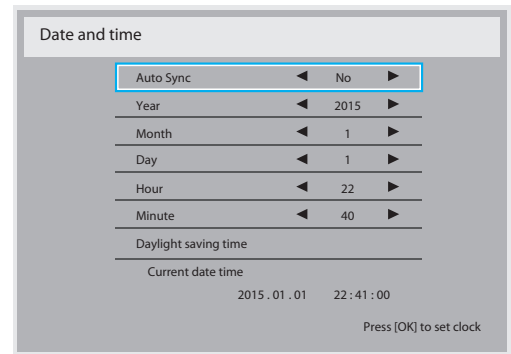 Date and time
Auto Sync ◀ No ▶
Year ◀ 2015 ▶
Month ◀ 1 ▶
Day ◀ 1 ▶
Hour ◀ 22 ▶
Minute ◀ 40 ▶
Daylight saving time
Current date time
2015 . 01 . 01 22 : 41 : 00
Press [OK] to set clock